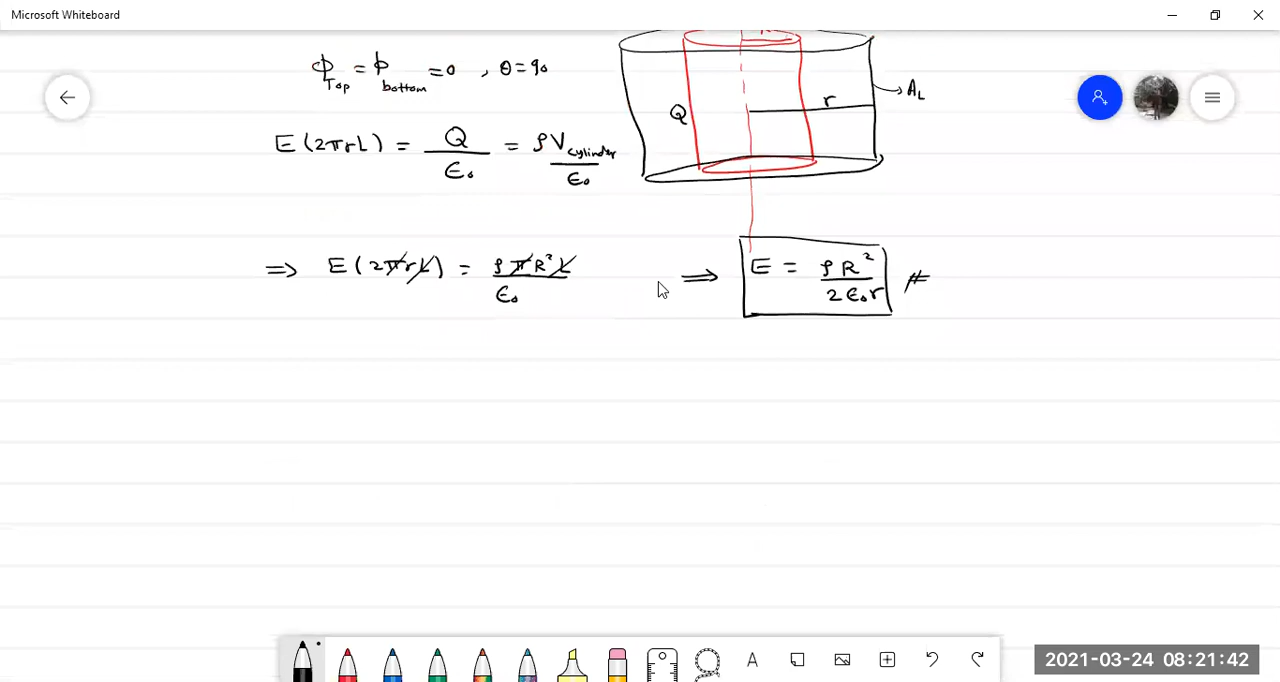 Microsoft Whiteboard
Φ_Top = Φ_bottom = 0 , θ = 90
Q
r
A_L
E (2πrL) = Q/ε₀ = ρV_cylinder/ε₀
⇒ E (2πrL) = ρπR²L/ε₀ ⇒ E = ρR²/2ε₀r #
A
2021-03-24 08:21:42